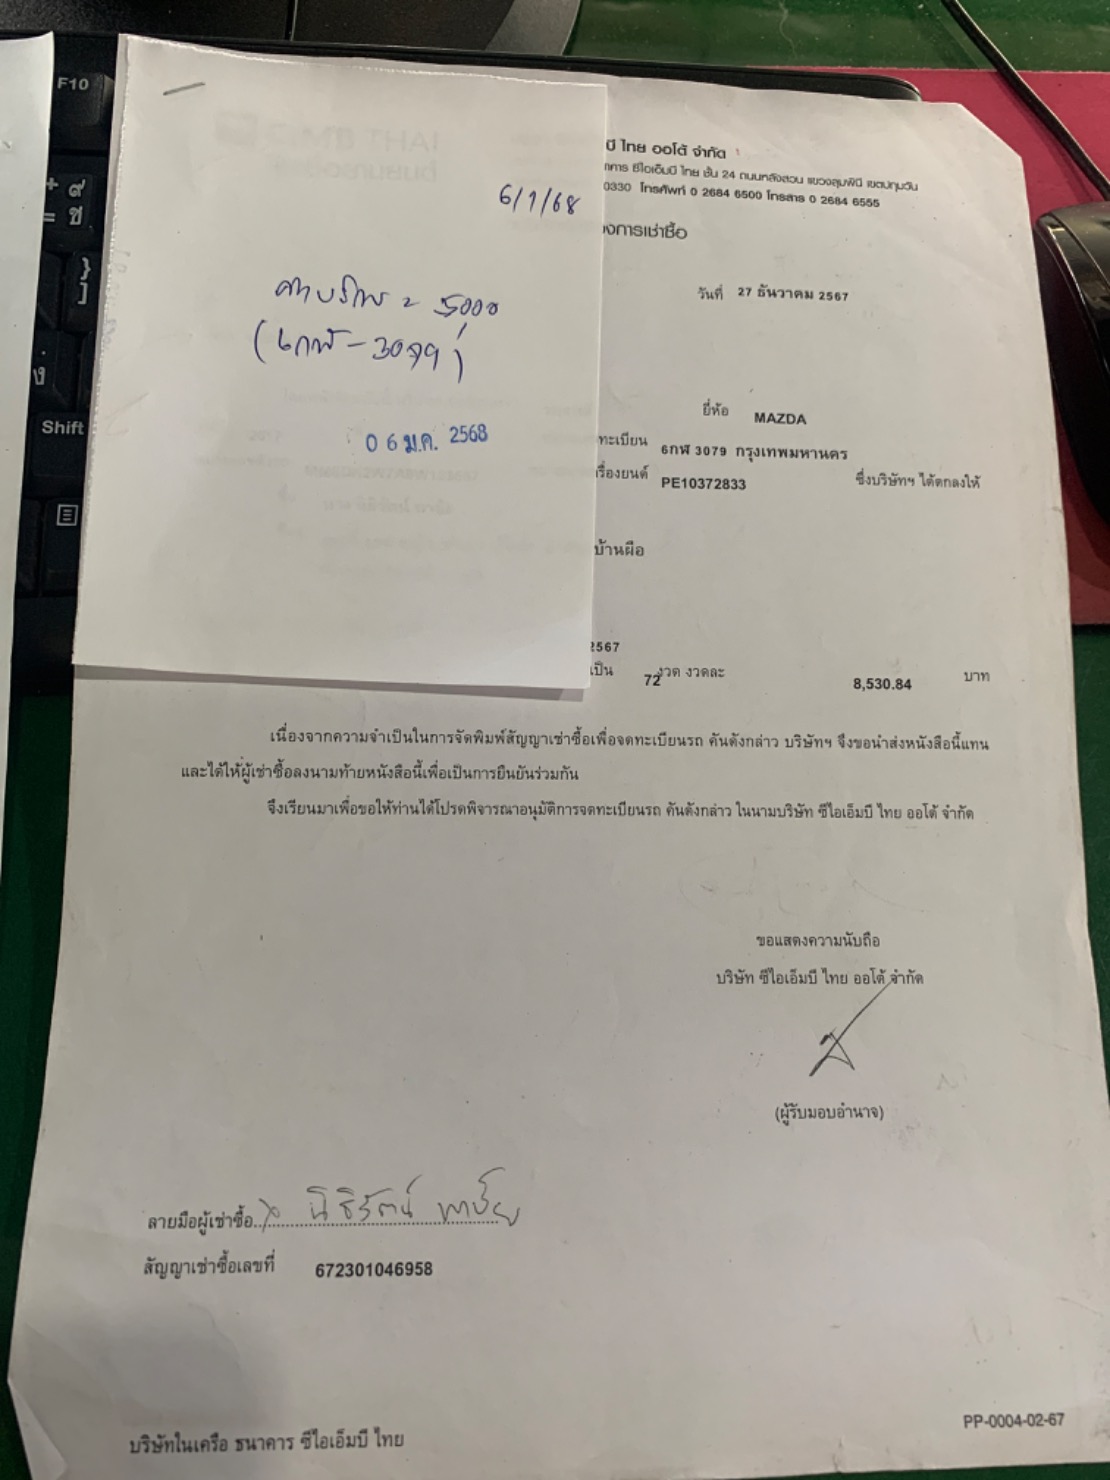 F10
+ ๙
= ช
Shift
6/1/68
ค่าบริการ = 5000
(6กฬ - 3079)
06 ม.ค. 2568
บี ไทย ออโต้ จำกัด
าคาร ซีไอเอ็มบี ไทย ชั้น 24 ถนนหลังสวน แขวงลุมพินี เขตปทุมวัน
0330 โทรศัพท์ 0 2684 6500 โทรสาร 0 2684 6555
องการเช่าซื้อ
วันที่ 27 ธันวาคม 2567
ยี่ห้อ MAZDA
ทะเบียน 6กฬ 3079 กรุงเทพมหานคร
รื่องยนต์ PE10372833 ซึ่งบริษัทฯ ได้ตกลงให้
บ้านผือ
2567
เป็น 72 งวด งวดละ 8,530.84 บาท
เนื่องจากความจำเป็นในการจัดพิมพ์สัญญาเช่าซื้อเพื่อจดทะเบียนรถ คันดังกล่าว บริษัทฯ จึงขอนำส่งหนังสือนี้แทน
และได้ให้ผู้เช่าซื้อลงนามท้ายหนังสือนี้เพื่อเป็นการยืนยันร่วมกัน
จึงเรียนมาเพื่อขอให้ท่านได้โปรดพิจารณาอนุมัติการจดทะเบียนรถ คันดังกล่าว ในนามบริษัท ซีไอเอ็มบี ไทย ออโต้ จำกัด
ขอแสดงความนับถือ
บริษัท ซีไอเอ็มบี ไทย ออโต้ จำกัด
(ผู้รับมอบอำนาจ)
ลายมือผู้เช่าซื้อ..x นิธิรัตน์
สัญญาเช่าซื้อเลขที่ 672301046958
PP-0004-02-67
บริษัทในเครือ ธนาคาร ซีไอเอ็มบี ไทย